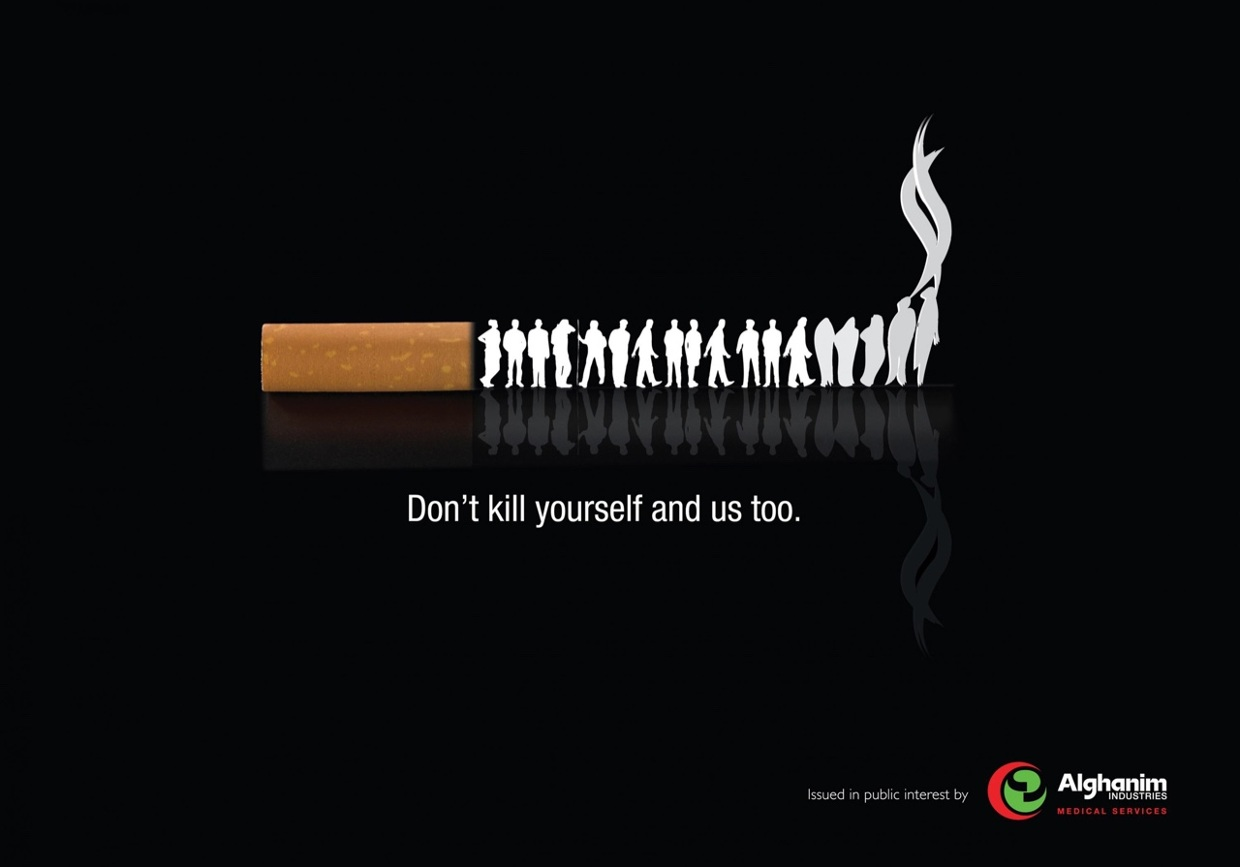 Don't kill yourself and us too.
Issued in public interest by
Alghanim
INDUSTRIES
MEDICAL SERVICES